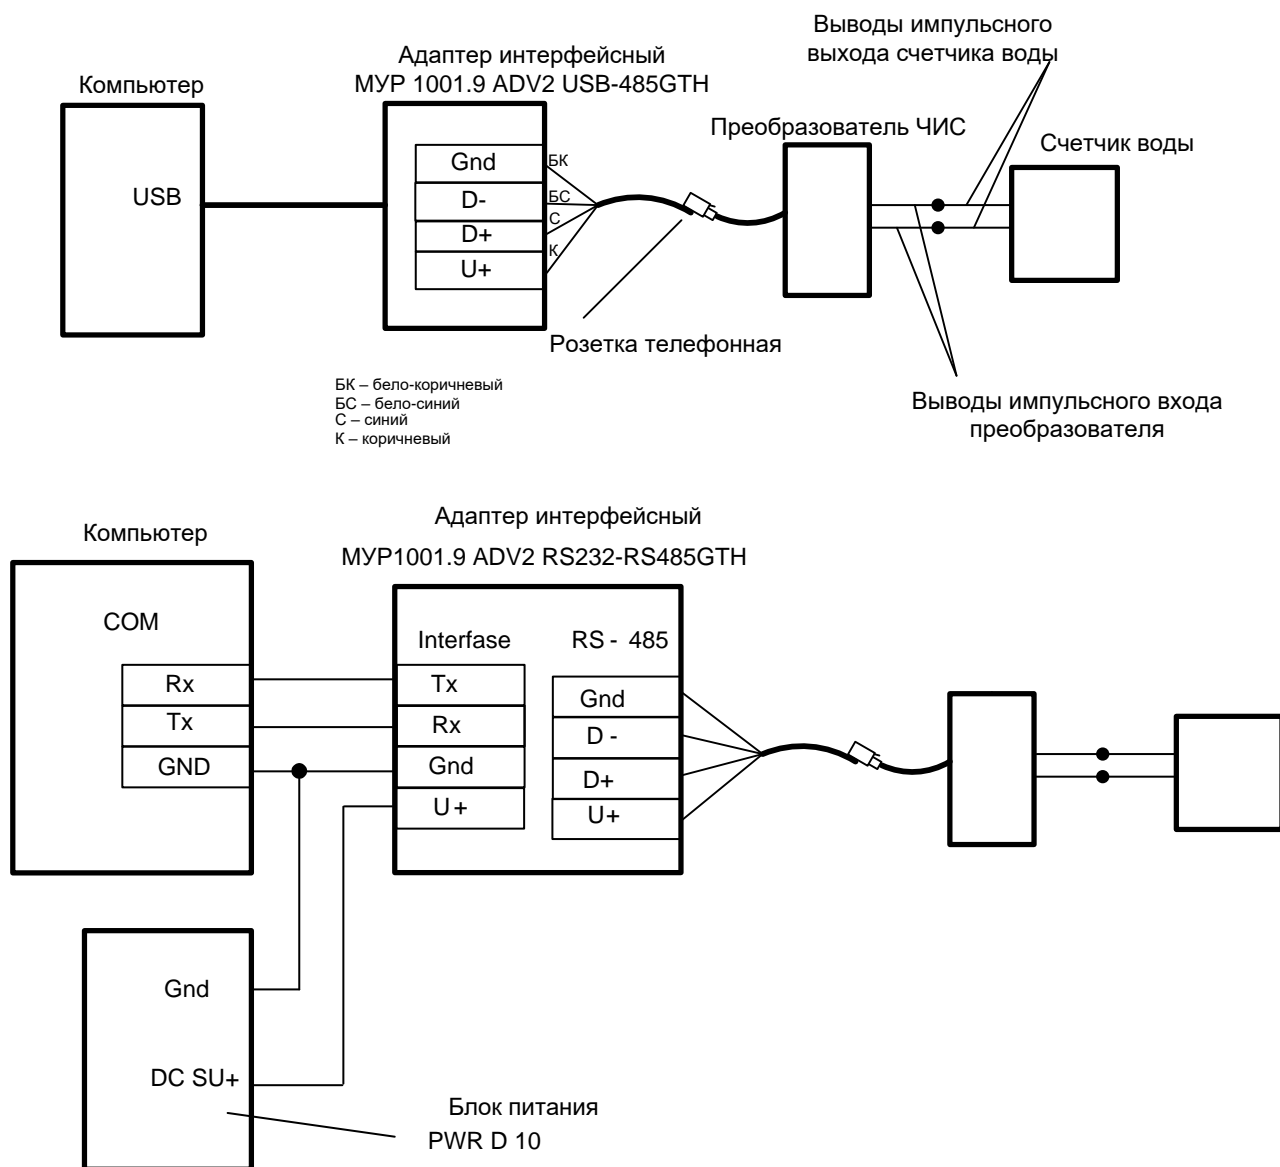 Выводы импульсного
выхода счетчика воды
Адаптер интерфейсный
МУР 1001.9 ADV2 USB-485GTH
Компьютер
Преобразователь ЧИС
Счетчик воды
USB
Gnd
D-
D+
U+
БК
БС
С
К
Розетка телефонная
БК – бело-коричневый
БС – бело-синий
С – синий
К – коричневый
Выводы импульсного входа
преобразователя
Компьютер
Адаптер интерфейсный
МУР1001.9 ADV2 RS232-RS485GTH
COM
Rx
Tx
GND
Interfase
Tx
Rx
Gnd
U+
RS - 485
Gnd
D -
D+
U+
Gnd
DC SU+
Блок питания
PWR D 10